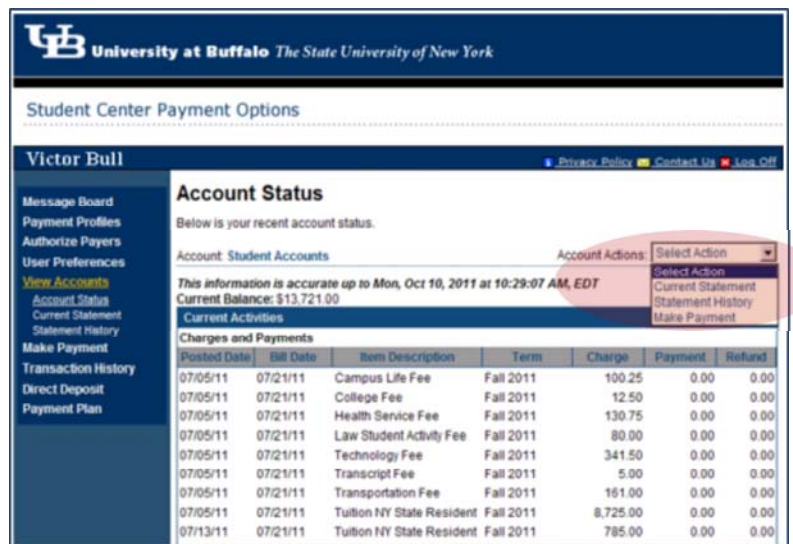 UB University at Buffalo The State University of New York
Student Center Payment Options
Victor Bull
Privacy Policy Contact Us Log Off
Message Board
Payment Profiles
Authorize Payers
User Preferences
View Accounts
Account Status
Current Statement
Statement History
Make Payment
Transaction History
Direct Deposit
Payment Plan
Account Status
Below is your recent account status.
Account: Student Accounts
Account Actions: Select Action
Select Action
Current Statement
Statement History
Make Payment
This information is accurate up to Mon, Oct 10, 2011 at 10:29:07 AM, EDT
Current Balance: $13,721.00
Current Activities
Charges and Payments
Posted Date Bill Date Item Description Term Charge Payment Refund
07/05/11 07/21/11 Campus Life Fee Fall 2011 100.25 0.00 0.00
07/05/11 07/21/11 College Fee Fall 2011 12.50 0.00 0.00
07/05/11 07/21/11 Health Service Fee Fall 2011 130.75 0.00 0.00
07/05/11 07/21/11 Law Student Activity Fee Fall 2011 80.00 0.00 0.00
07/05/11 07/21/11 Technology Fee Fall 2011 341.50 0.00 0.00
07/05/11 07/21/11 Transcript Fee Fall 2011 5.00 0.00 0.00
07/05/11 07/21/11 Transportation Fee Fall 2011 161.00 0.00 0.00
07/05/11 07/21/11 Tuition NY State Resident Fall 2011 8,725.00 0.00 0.00
07/13/11 07/21/11 Tuition NY State Resident Fall 2011 785.00 0.00 0.00